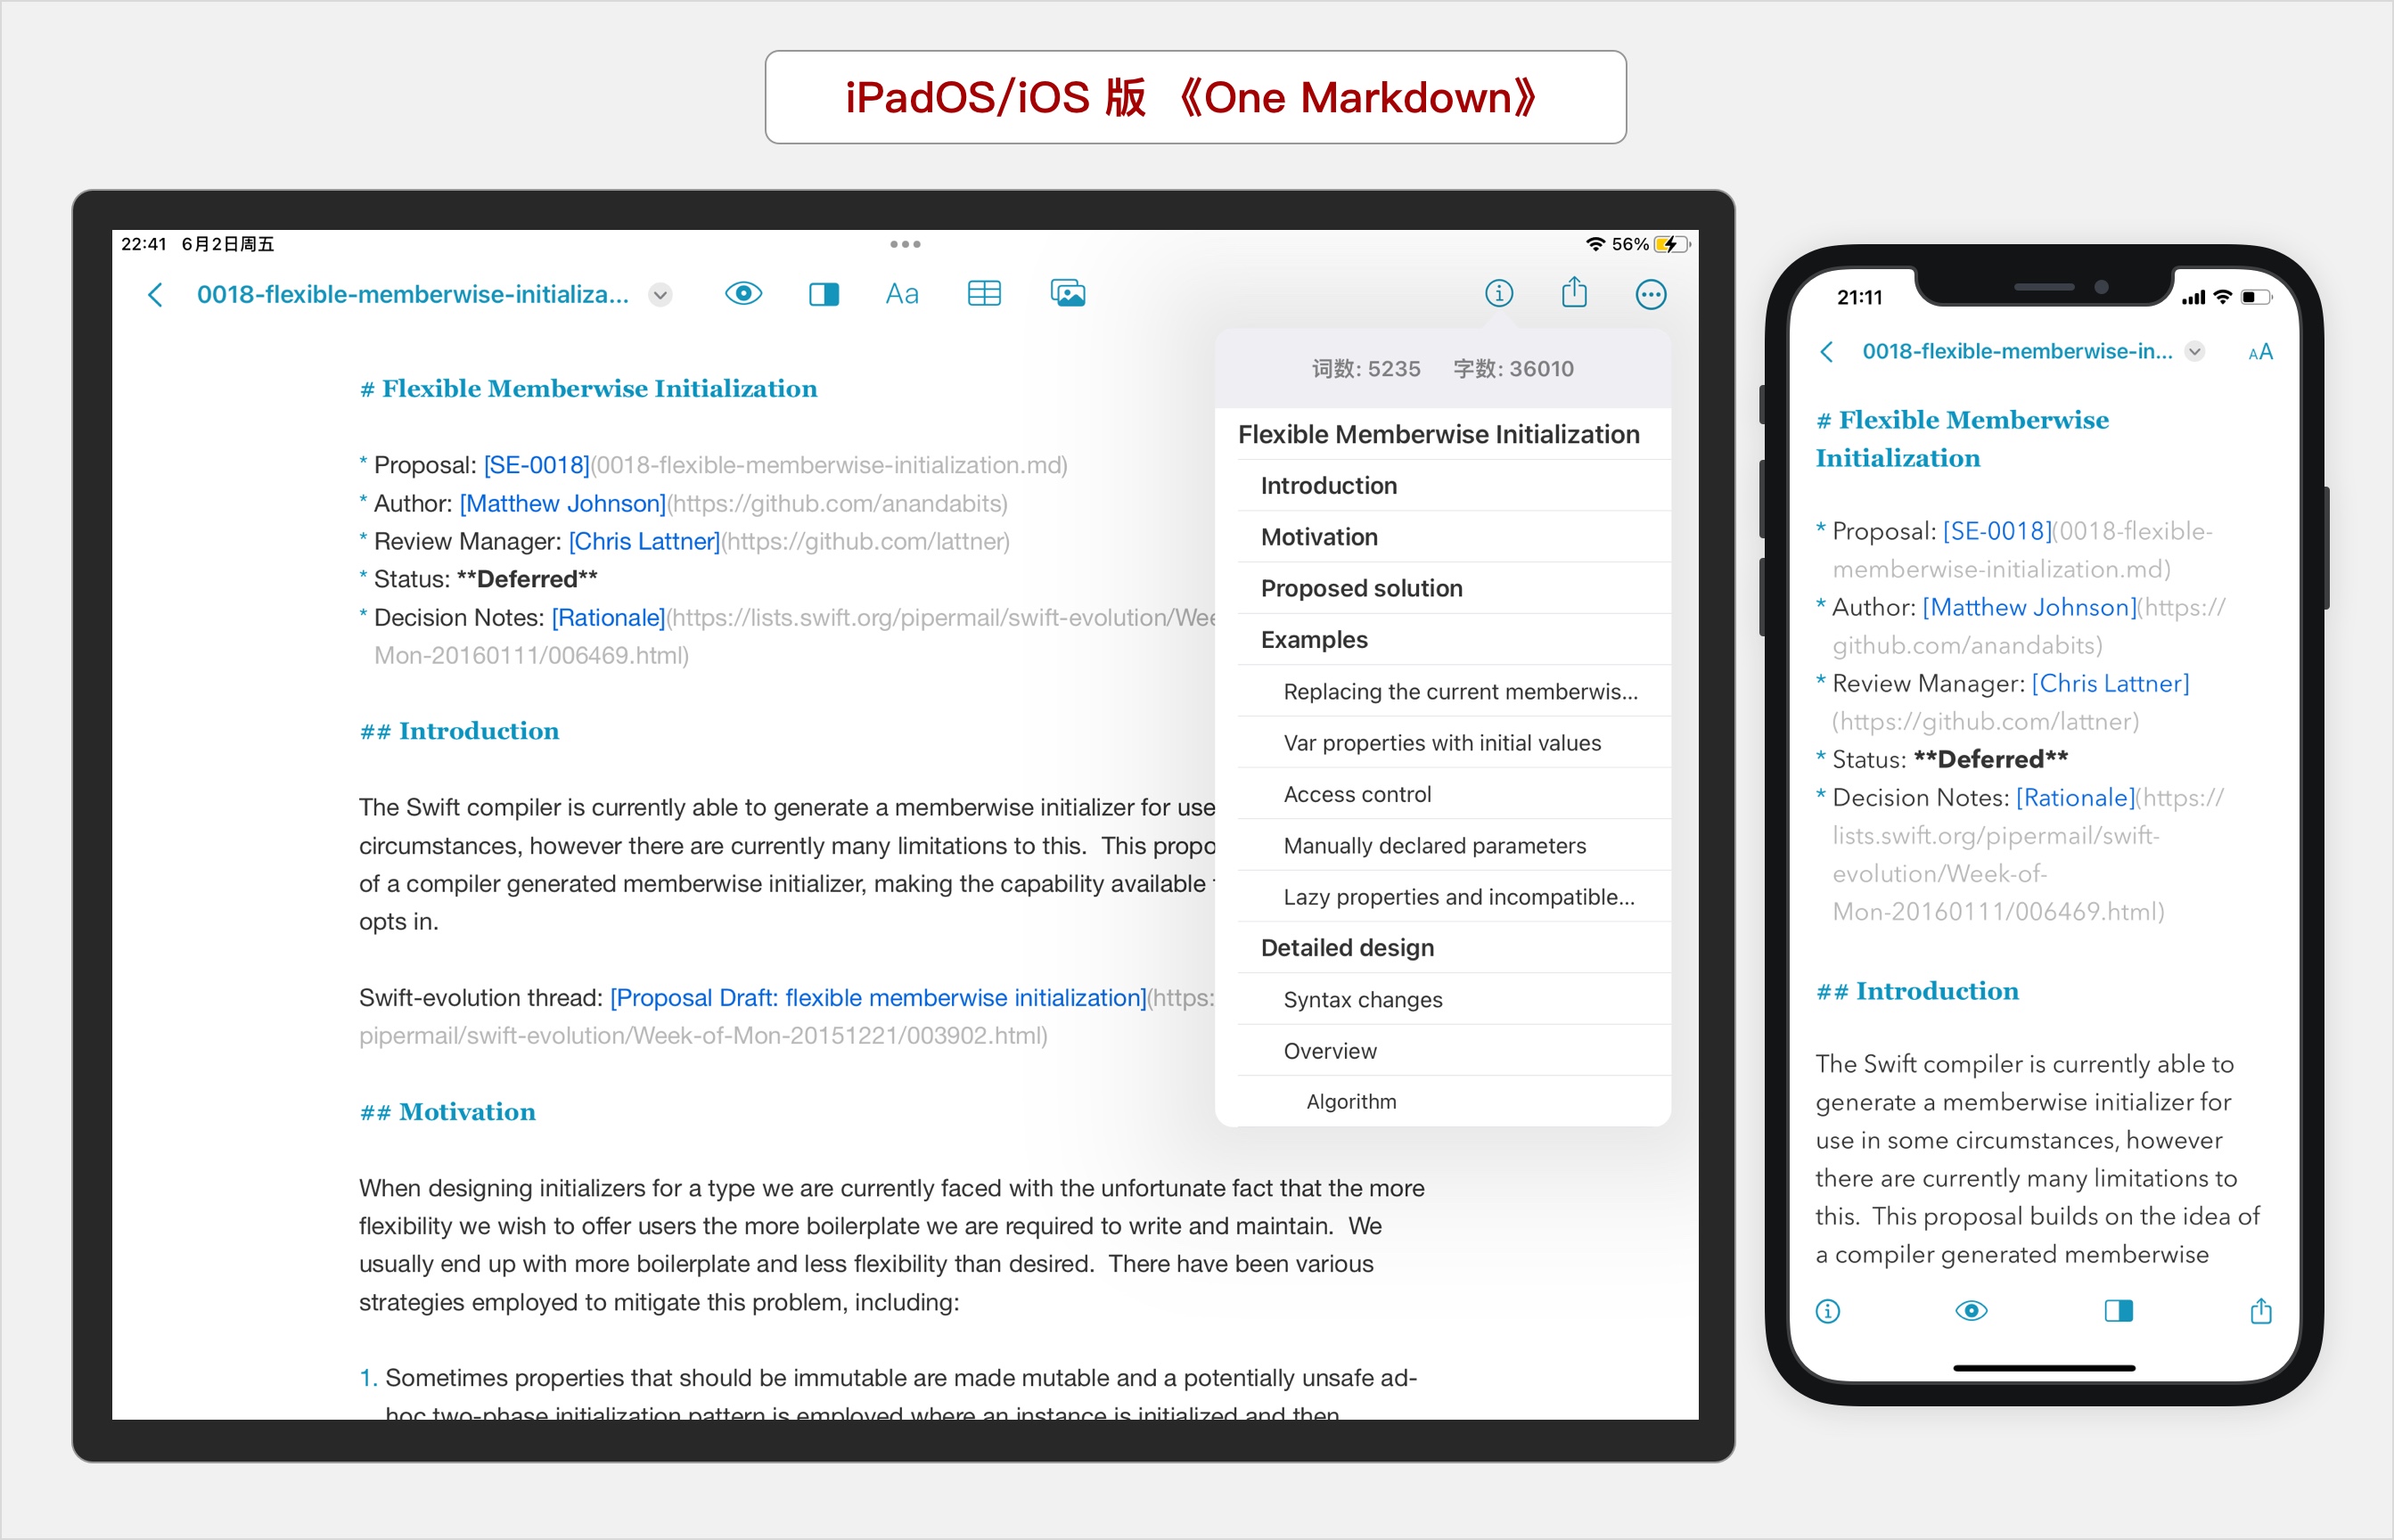 iPadOS/iOS 版 《One Markdown》
22:41 6月2日周五
56%
0018-flexible-memberwise-initializa...
Aa
# Flexible Memberwise Initialization
* Proposal: [SE-0018](0018-flexible-memberwise-initialization.md)
* Author: [Matthew Johnson](https://github.com/anandabits)
* Review Manager: [Chris Lattner](https://github.com/lattner)
* Status: **Deferred**
* Decision Notes: [Rationale](https://lists.swift.org/pipermail/swift-evolution/Wee
Mon-20160111/006469.html)
## Introduction
The Swift compiler is currently able to generate a memberwise initializer for use
circumstances, however there are currently many limitations to this.  This propo
of a compiler generated memberwise initializer, making the capability available
opts in.
Swift-evolution thread: [Proposal Draft: flexible memberwise initialization](https:
pipermail/swift-evolution/Week-of-Mon-20151221/003902.html)
## Motivation
When designing initializers for a type we are currently faced with the unfortunate fact that the more
flexibility we wish to offer users the more boilerplate we are required to write and maintain.  We
usually end up with more boilerplate and less flexibility than desired.  There have been various
strategies employed to mitigate this problem, including:
1. Sometimes properties that should be immutable are made mutable and a potentially unsafe ad-
hoc two-phase initialization pattern is employed where an instance is initialized and then
词数: 5235 字数: 36010
Flexible Memberwise Initialization
Introduction
Motivation
Proposed solution
Examples
Replacing the current memberwis...
Var properties with initial values
Access control
Manually declared parameters
Lazy properties and incompatible...
Detailed design
Syntax changes
Overview
Algorithm
21:11
0018-flexible-memberwise-in...
AA
# Flexible Memberwise
Initialization
* Proposal: [SE-0018](0018-flexible-
memberwise-initialization.md)
* Author: [Matthew Johnson](https://
github.com/anandabits)
* Review Manager: [Chris Lattner]
(https://github.com/lattner)
* Status: **Deferred**
* Decision Notes: [Rationale](https://
lists.swift.org/pipermail/swift-
evolution/Week-of-
Mon-20160111/006469.html)
## Introduction
The Swift compiler is currently able to
generate a memberwise initializer for
use in some circumstances, however
there are currently many limitations to
this.  This proposal builds on the idea of
a compiler generated memberwise